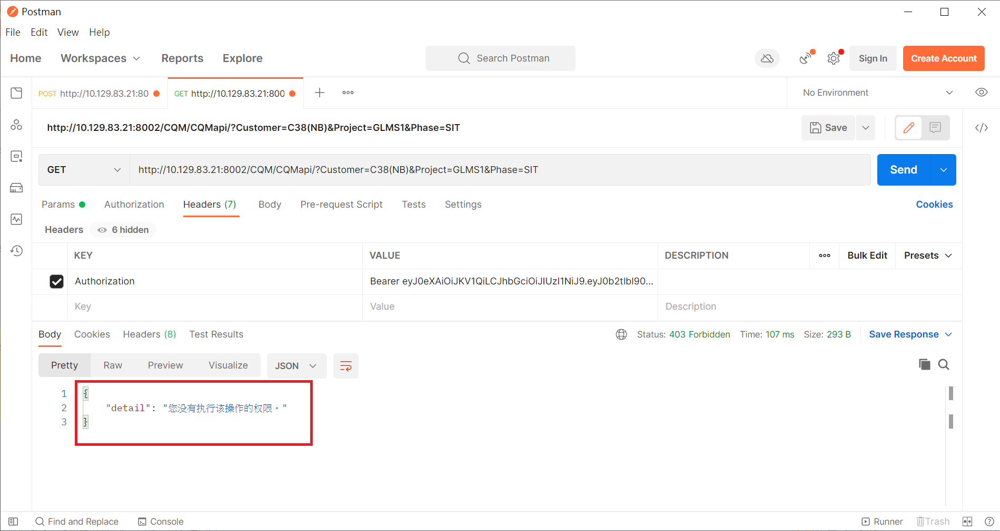 Postman
File Edit View Help
Home Workspaces Reports Explore Search Postman Sign In Create Account
POST http://10.129.83.21:80 GET http://10.129.83.21:800 No Environment
http://10.129.83.21:8002/CQM/CQMapi/?Customer=C38(NB)&Project=GLMS1&Phase=SIT Save
GET http://10.129.83.21:8002/CQM/CQMapi/?Customer=C38(NB)&Project=GLMS1&Phase=SIT Send
Params Authorization Headers (7) Body Pre-request Script Tests Settings Cookies
Headers 6 hidden
KEY VALUE DESCRIPTION Bulk Edit Presets
Authorization Bearer eyJ0eXAiOiJKV1QiLCJhbGciOiJIUzI1NiJ9.eyJ0b2tlbl90...
Key Value Description
Body Cookies Headers (8) Test Results Status: 403 Forbidden Time: 107 ms Size: 293 B Save Response
Pretty Raw Preview Visualize JSON
1 {
2 "detail": "您没有执行该操作的权限。"
3 }
Find and Replace Console Runner Trash